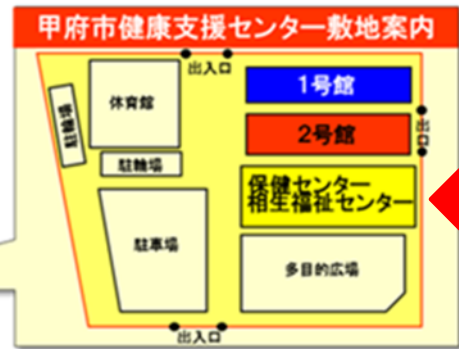 甲府市健康支援センター敷地案内
出入口
1号館
体育館
駐輪場
出口
2号館
駐輪場
保健センター
相生福祉センター
駐車場
多目的広場
出入口